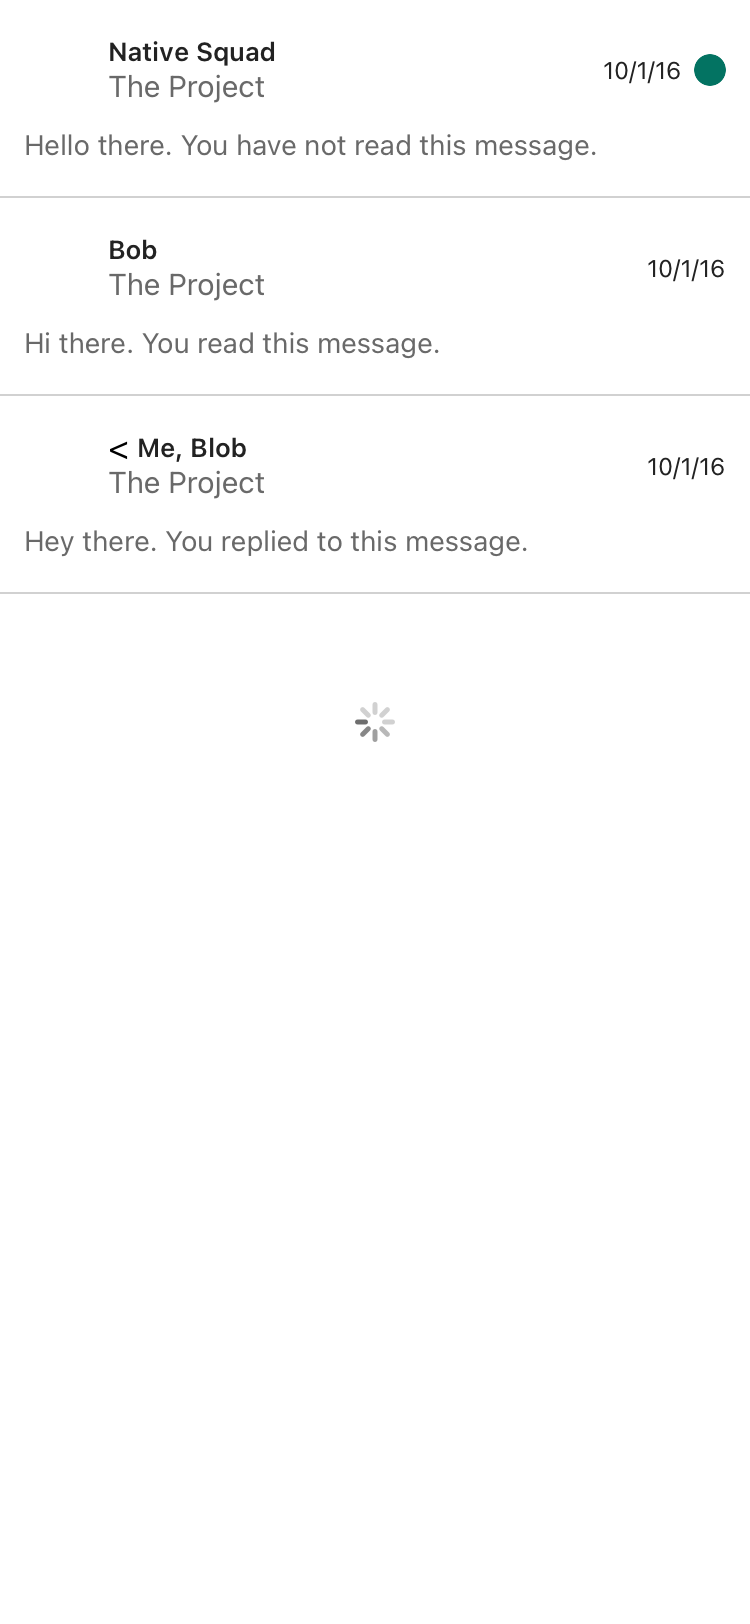 Native Squad
The Project
10/1/16
Hello there. You have not read this message.
Bob
The Project
10/1/16
Hi there. You read this message.
< Me, Blob
The Project
10/1/16
Hey there. You replied to this message.